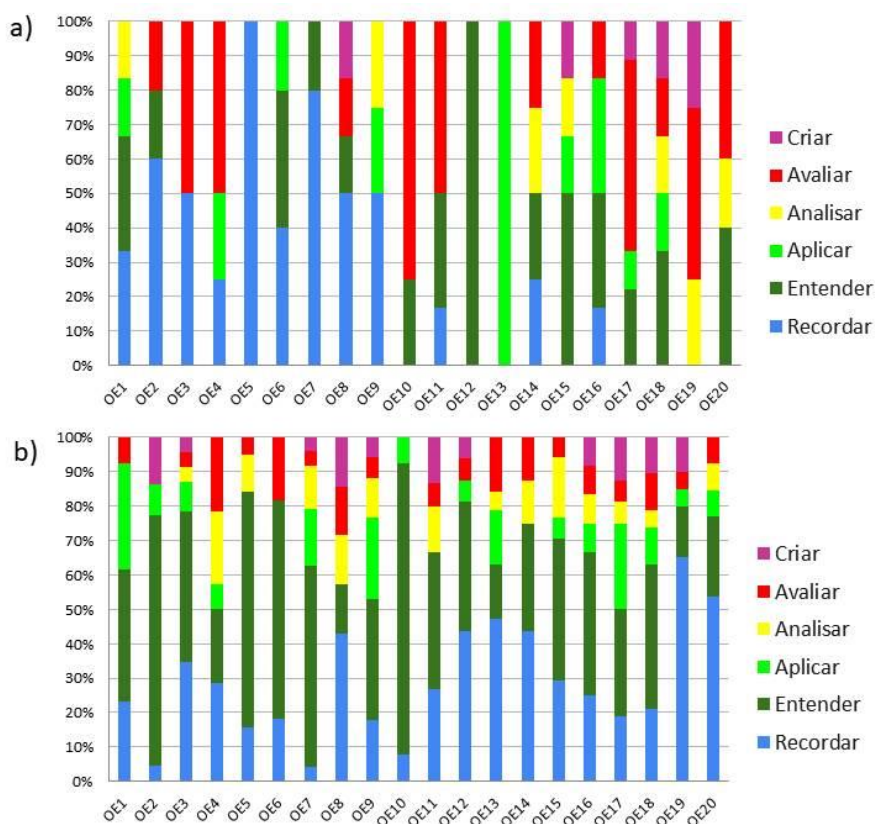 a)
100%
90%
80%
70%
60%
50%
40%
30%
20%
10%
0%
OE1 OE2 OE3 OE4 OE5 OE6 OE7 OE8 OE9 OE10 OE11 OE12 OE13 OE14 OE15 OE16 OE17 OE18 OE19 OE20
Criar
Avaliar
Analisar
Aplicar
Entender
Recordar
b)
100%
90%
80%
70%
60%
50%
40%
30%
20%
10%
0%
OE1 OE2 OE3 OE4 OE5 OE6 OE7 OE8 OE9 OE10 OE11 OE12 OE13 OE14 OE15 OE16 OE17 OE18 OE19 OE20
Criar
Avaliar
Analisar
Aplicar
Entender
Recordar